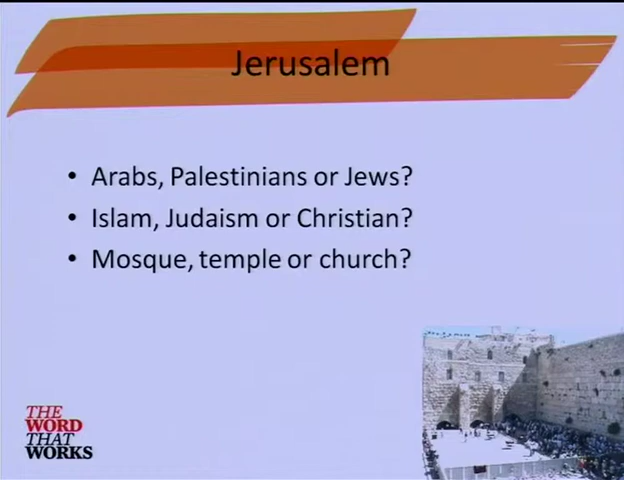 Jerusalem
• Arabs, Palestinians or Jews?
• Islam, Judaism or Christian?
• Mosque, temple or church?
THE
WORD
THAT
WORKS